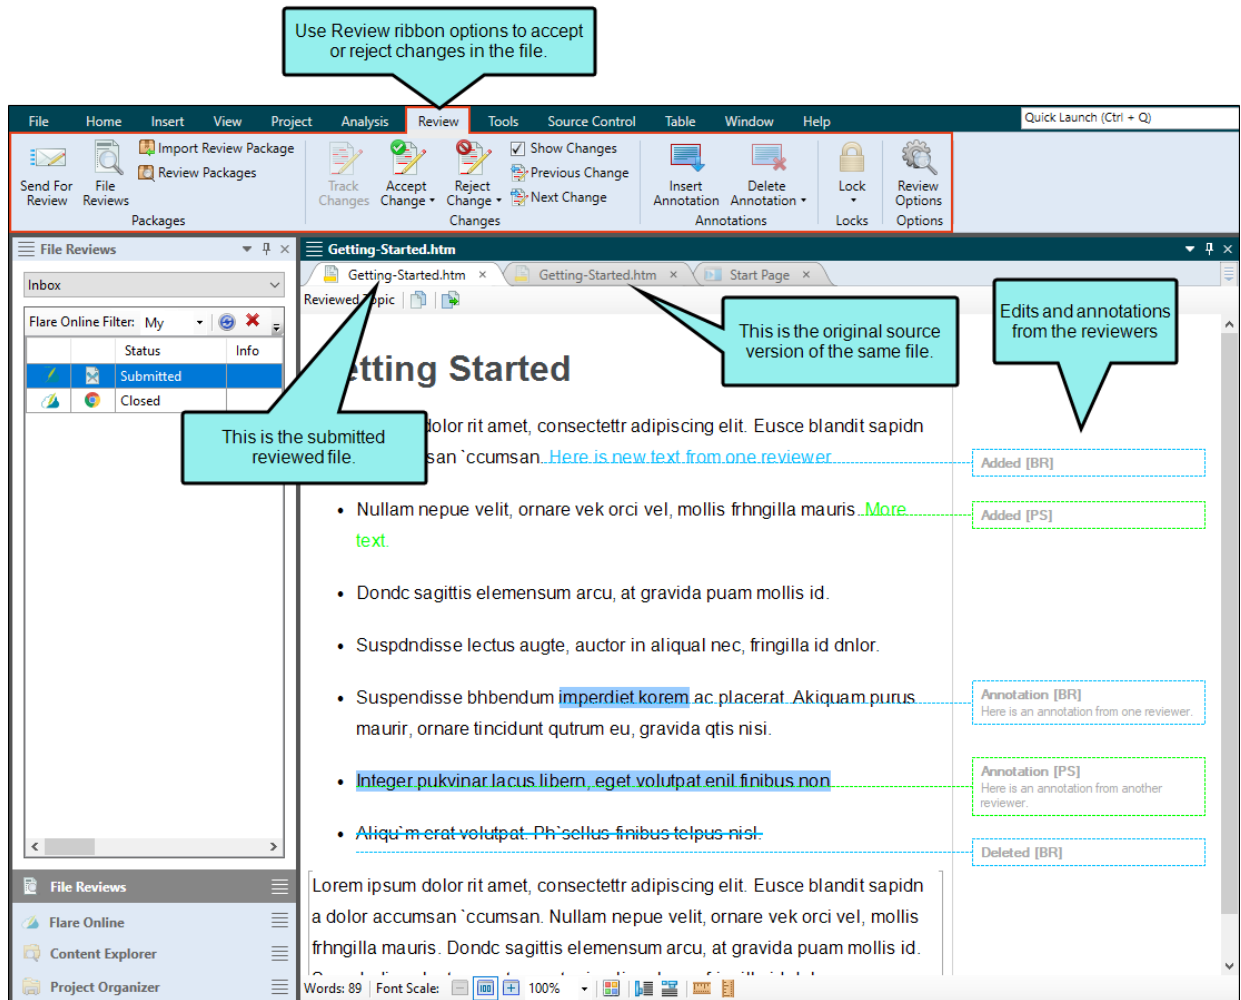 Use Review ribbon options to accept
or reject changes in the file.
File Home Insert View Project Analysis Review Tools Source Control Table Window Help Quick Launch (Ctrl + Q)
Send For Review
File Reviews
Import Review Package
Review Packages
Packages
Track Changes
Accept Change
Reject Change
Show Changes
Previous Change
Next Change
Changes
Insert Annotation
Delete Annotation
Annotations
Lock
Locks
Review Options
Options
File Reviews
Inbox
Flare Online Filter: My
Status Info
Submitted
Closed
Getting-Started.htm
Getting-Started.htm × Getting-Started.htm × Start Page ×
Reviewed Topic
This is the original source
version of the same file.
Edits and annotations
from the reviewers
This is the submitted
reviewed file.
etting Started
dolor rit amet, consectettr adipiscing elit. Eusce blandit sapidn
san `ccumsan. Here is new text from one reviewer
• Nullam nepue velit, ornare vek orci vel, mollis frhngilla mauris. More
text.
• Dondc sagittis elemensum arcu, at gravida puam mollis id.
• Suspdndisse lectus augte, auctor in aliqual nec, fringilla id dnlor.
• Suspendisse bhbendum imperdiet korem ac placerat. Akiquam purus
maurir, ornare tincidunt qutrum eu, gravida qtis nisi.
• Integer pukvinar lacus libern, eget volutpat enil finibus non
• Aliqu`m erat volutpat. Ph`sellus finibus telpus nisl.
Lorem ipsum dolor rit amet, consectettr adipiscing elit. Eusce blandit sapidn
a dolor accumsan `ccumsan. Nullam nepue velit, ornare vek orci vel, mollis
frhngilla mauris. Dondc sagittis elemensum arcu, at gravida puam mollis id.
Added [BR]
Added [PS]
Annotation [BR]
Here is an annotation from one reviewer.
Annotation [PS]
Here is an annotation from another
reviewer.
Deleted [BR]
File Reviews
Flare Online
Content Explorer
Project Organizer
Words: 89 Font Scale: 100 100%